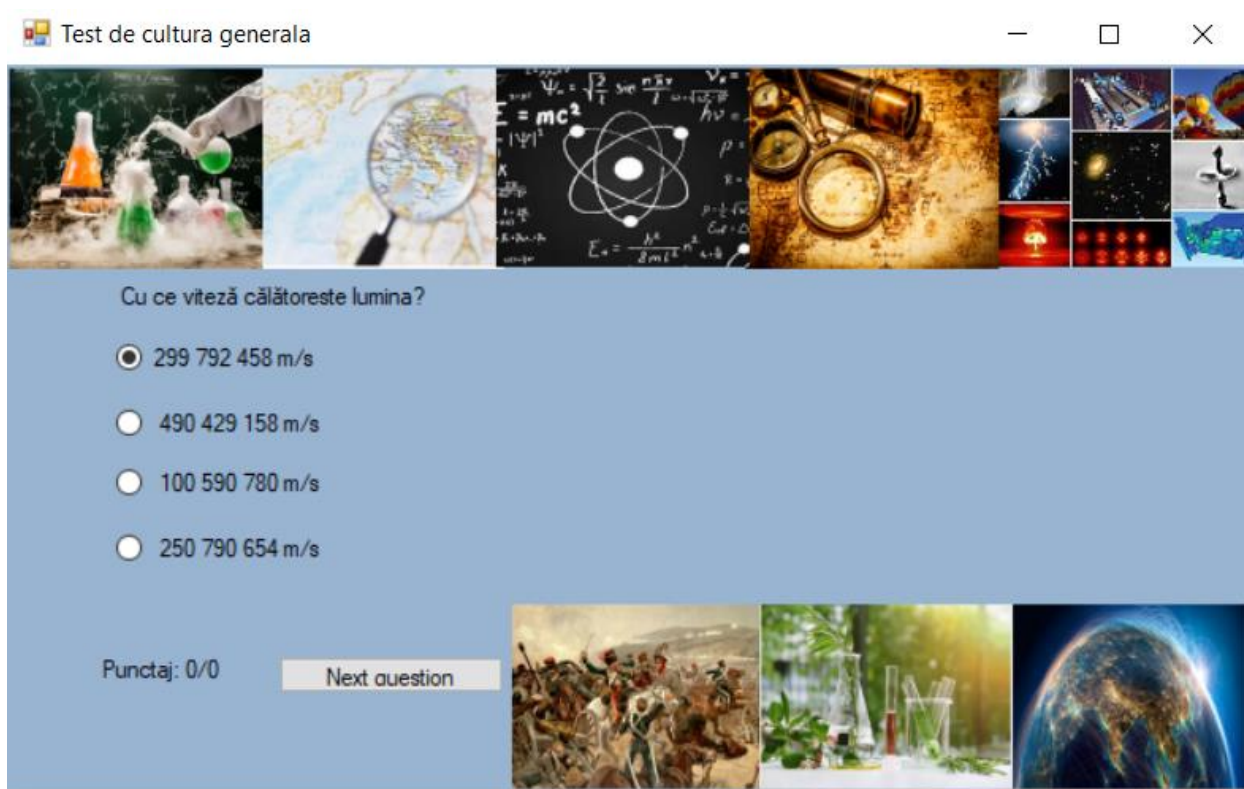 Test de cultura generala
E = mc²
Cu ce viteză călătoreste lumina?
299 792 458 m/s
490 429 158 m/s
100 590 780 m/s
250 790 654 m/s
Punctaj: 0/0
Next question